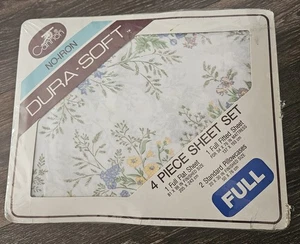 Cannon
NO-IRON
DURA·SOFT™
4 PIECE SHEET SET
1 Full Flat Sheet
1 Full Fitted Sheet
2 Standard Pillowcases
FULL